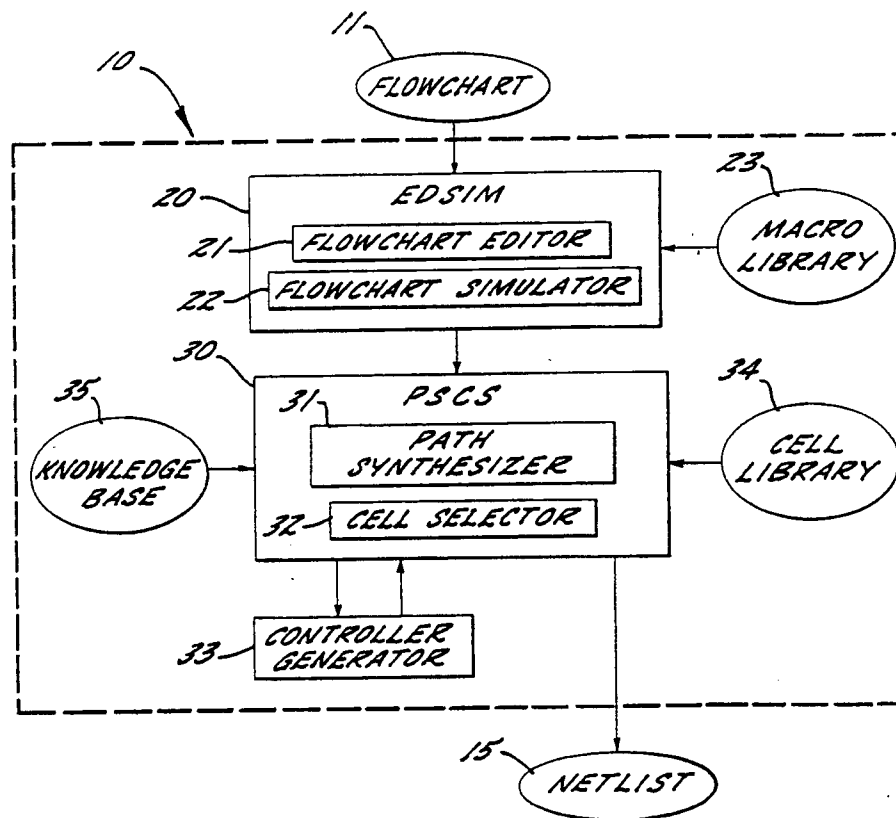 11
10
FLOWCHART
20
EDSIM
23
21
FLOWCHART EDITOR
MACRO
LIBRARY
22
FLOWCHART SIMULATOR
30
PSCS
34
35
31
PATH
SYNTHESIZER
CELL
LIBRARY
KNOWLEDGE
BASE
32
CELL SELECTOR
33
CONTROLLER
GENERATOR
15
NETLIST